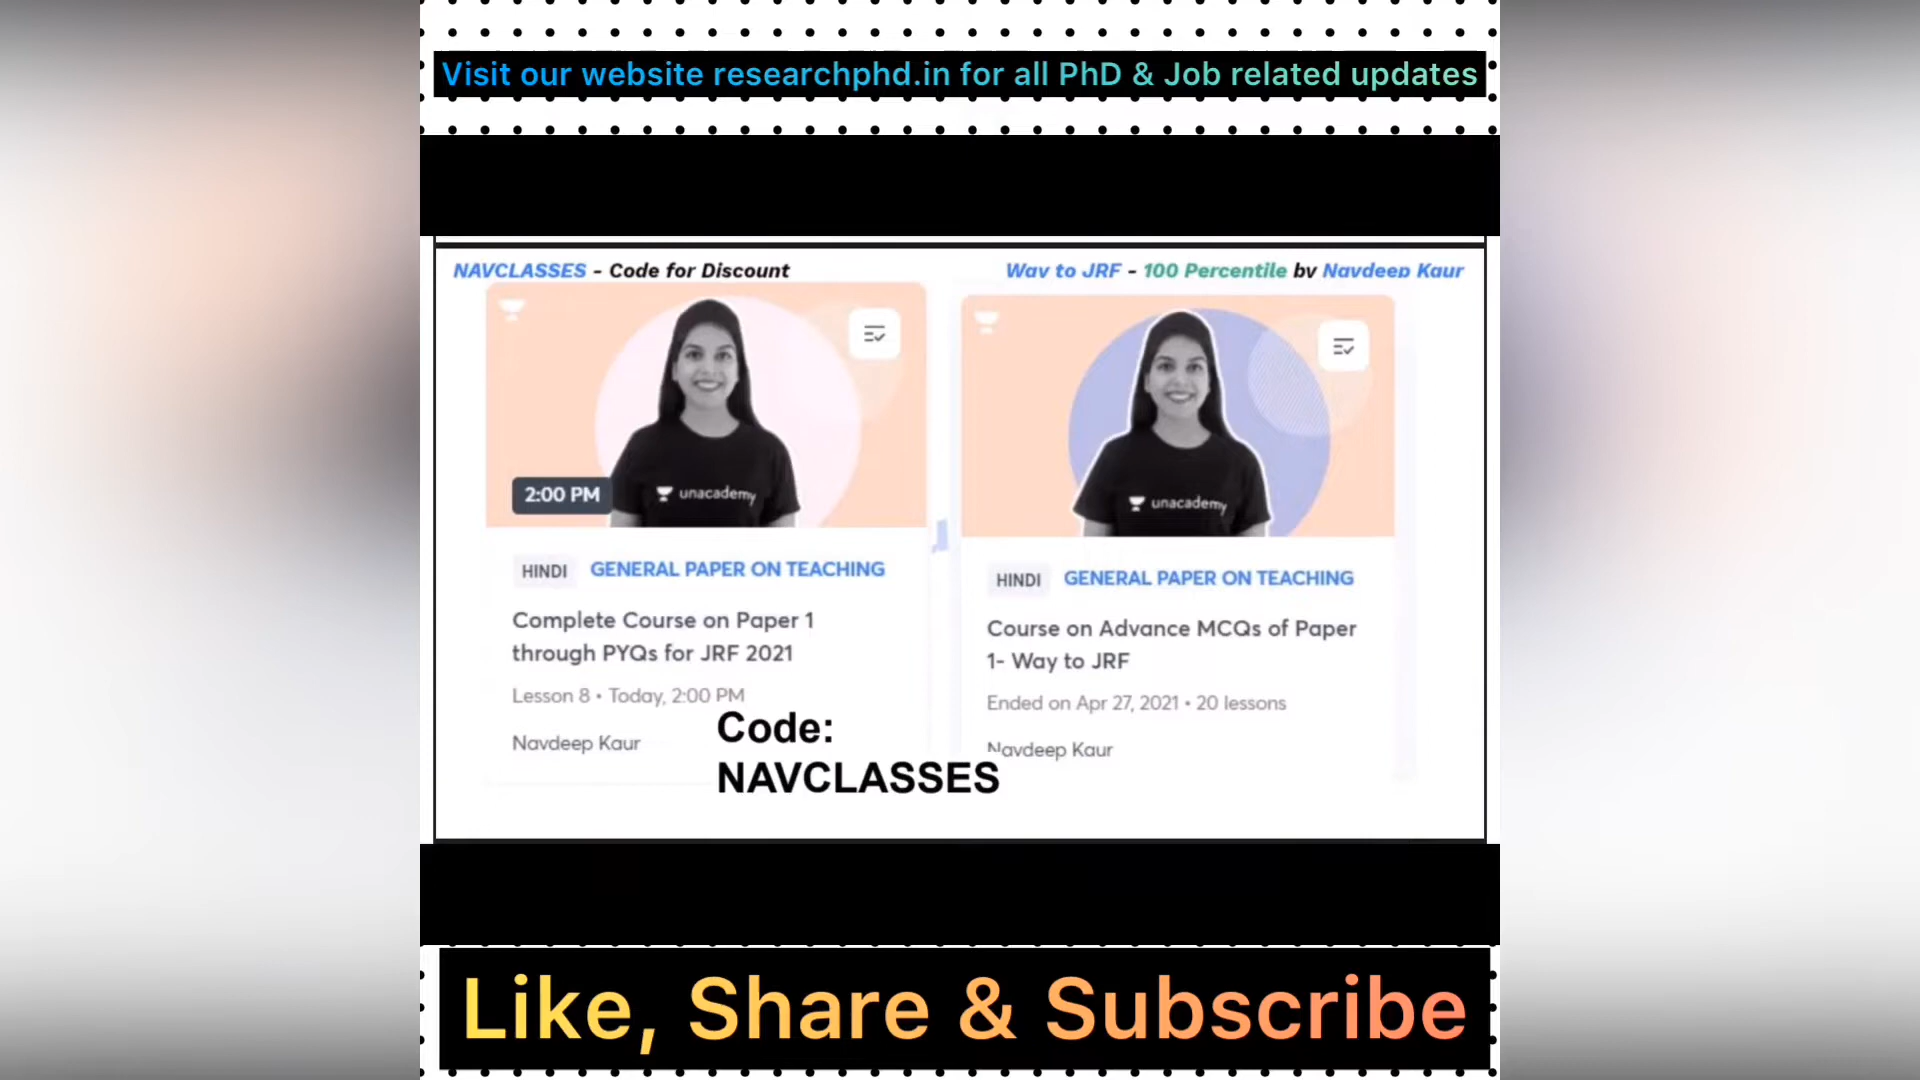 Visit our website researchphd.in for all PhD & Job related updates
NAVCLASSES - Code for Discount
Way to JRF - 100 Percentile by Navdeep Kaur
2:00 PM
unacademy
HINDI GENERAL PAPER ON TEACHING
Complete Course on Paper 1
through PYQs for JRF 2021
Lesson 8 • Today, 2:00 PM
Navdeep Kaur
unacademy
HINDI GENERAL PAPER ON TEACHING
Course on Advance MCQs of Paper
1- Way to JRF
Ended on Apr 27, 2021 • 20 lessons
Navdeep Kaur
Code:
NAVCLASSES
Like, Share & Subscribe